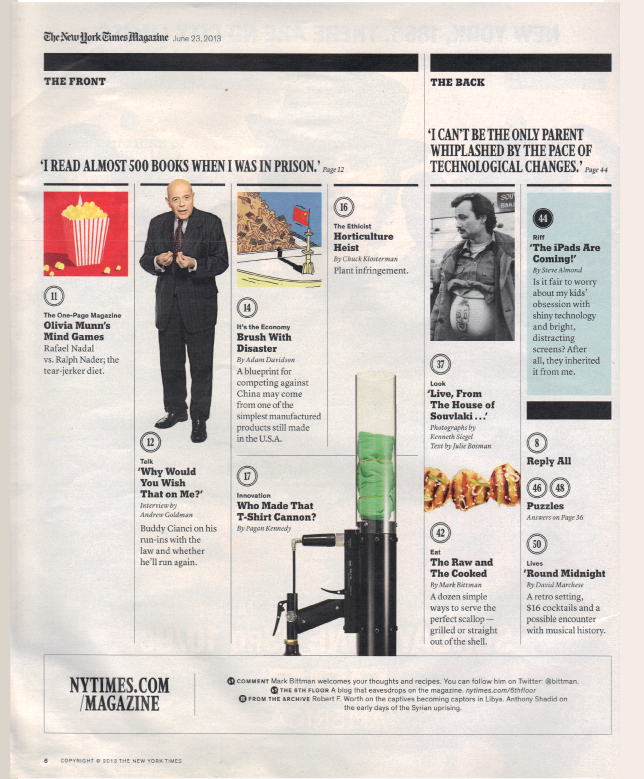 The New York Times Magazine June 23, 2013
THE FRONT
'I READ ALMOST 500 BOOKS WHEN I WAS IN PRISON.' Page 12
11
The One-Page Magazine
Olivia Munn's
Mind Games
Rafael Nadal
vs. Ralph Nader; the
tear-jerker diet.
12
Talk
'Why Would
You Wish
That on Me?'
Interview by
Andrew Goldman
Buddy Cianci on his
run-ins with the
law and whether
he'll run again.
14
It's the Economy
Brush With
Disaster
By Adam Davidson
A blueprint for
competing against
China may come
from one of the
simplest manufactured
products still made
in the U.S.A.
16
The Ethicist
Horticulture
Heist
By Chuck Klosterman
Plant infringement.
17
Innovation
Who Made That
T-Shirt Cannon?
By Pagan Kennedy
THE BACK
'I CAN'T BE THE ONLY PARENT
WHIPLASHED BY THE PACE OF
TECHNOLOGICAL CHANGES.' Page 44
37
Look
'Live, From
The House of
Souvlaki . . .'
Photographs by
Kenneth Siegel
Text by Julie Bosman
42
Eat
The Raw and
The Cooked
By Mark Bittman
A dozen simple
ways to serve the
perfect scallop —
grilled or straight
out of the shell.
44
Riff
'The iPads Are
Coming!'
By Steve Almond
Is it fair to worry
about my kids'
obsession with
shiny technology
and bright,
distracting
screens? After
all, they inherited
it from me.
8
Reply All
46 48
Puzzles
Answers on Page 36
50
Lives
'Round Midnight
By David Marchese
A retro setting,
$16 cocktails and a
possible encounter
with musical history.
NYTIMES.COM
/MAGAZINE
COMMENT Mark Bittman welcomes your thoughts and recipes. You can follow him on Twitter: @bittman.
THE 6TH FLOOR A blog that eavesdrops on the magazine. nytimes.com/6thfloor
FROM THE ARCHIVE Robert F. Worth on the captives becoming captors in Libya. Anthony Shadid on
the early days of the Syrian uprising.
6 COPYRIGHT © 2013 THE NEW YORK TIMES